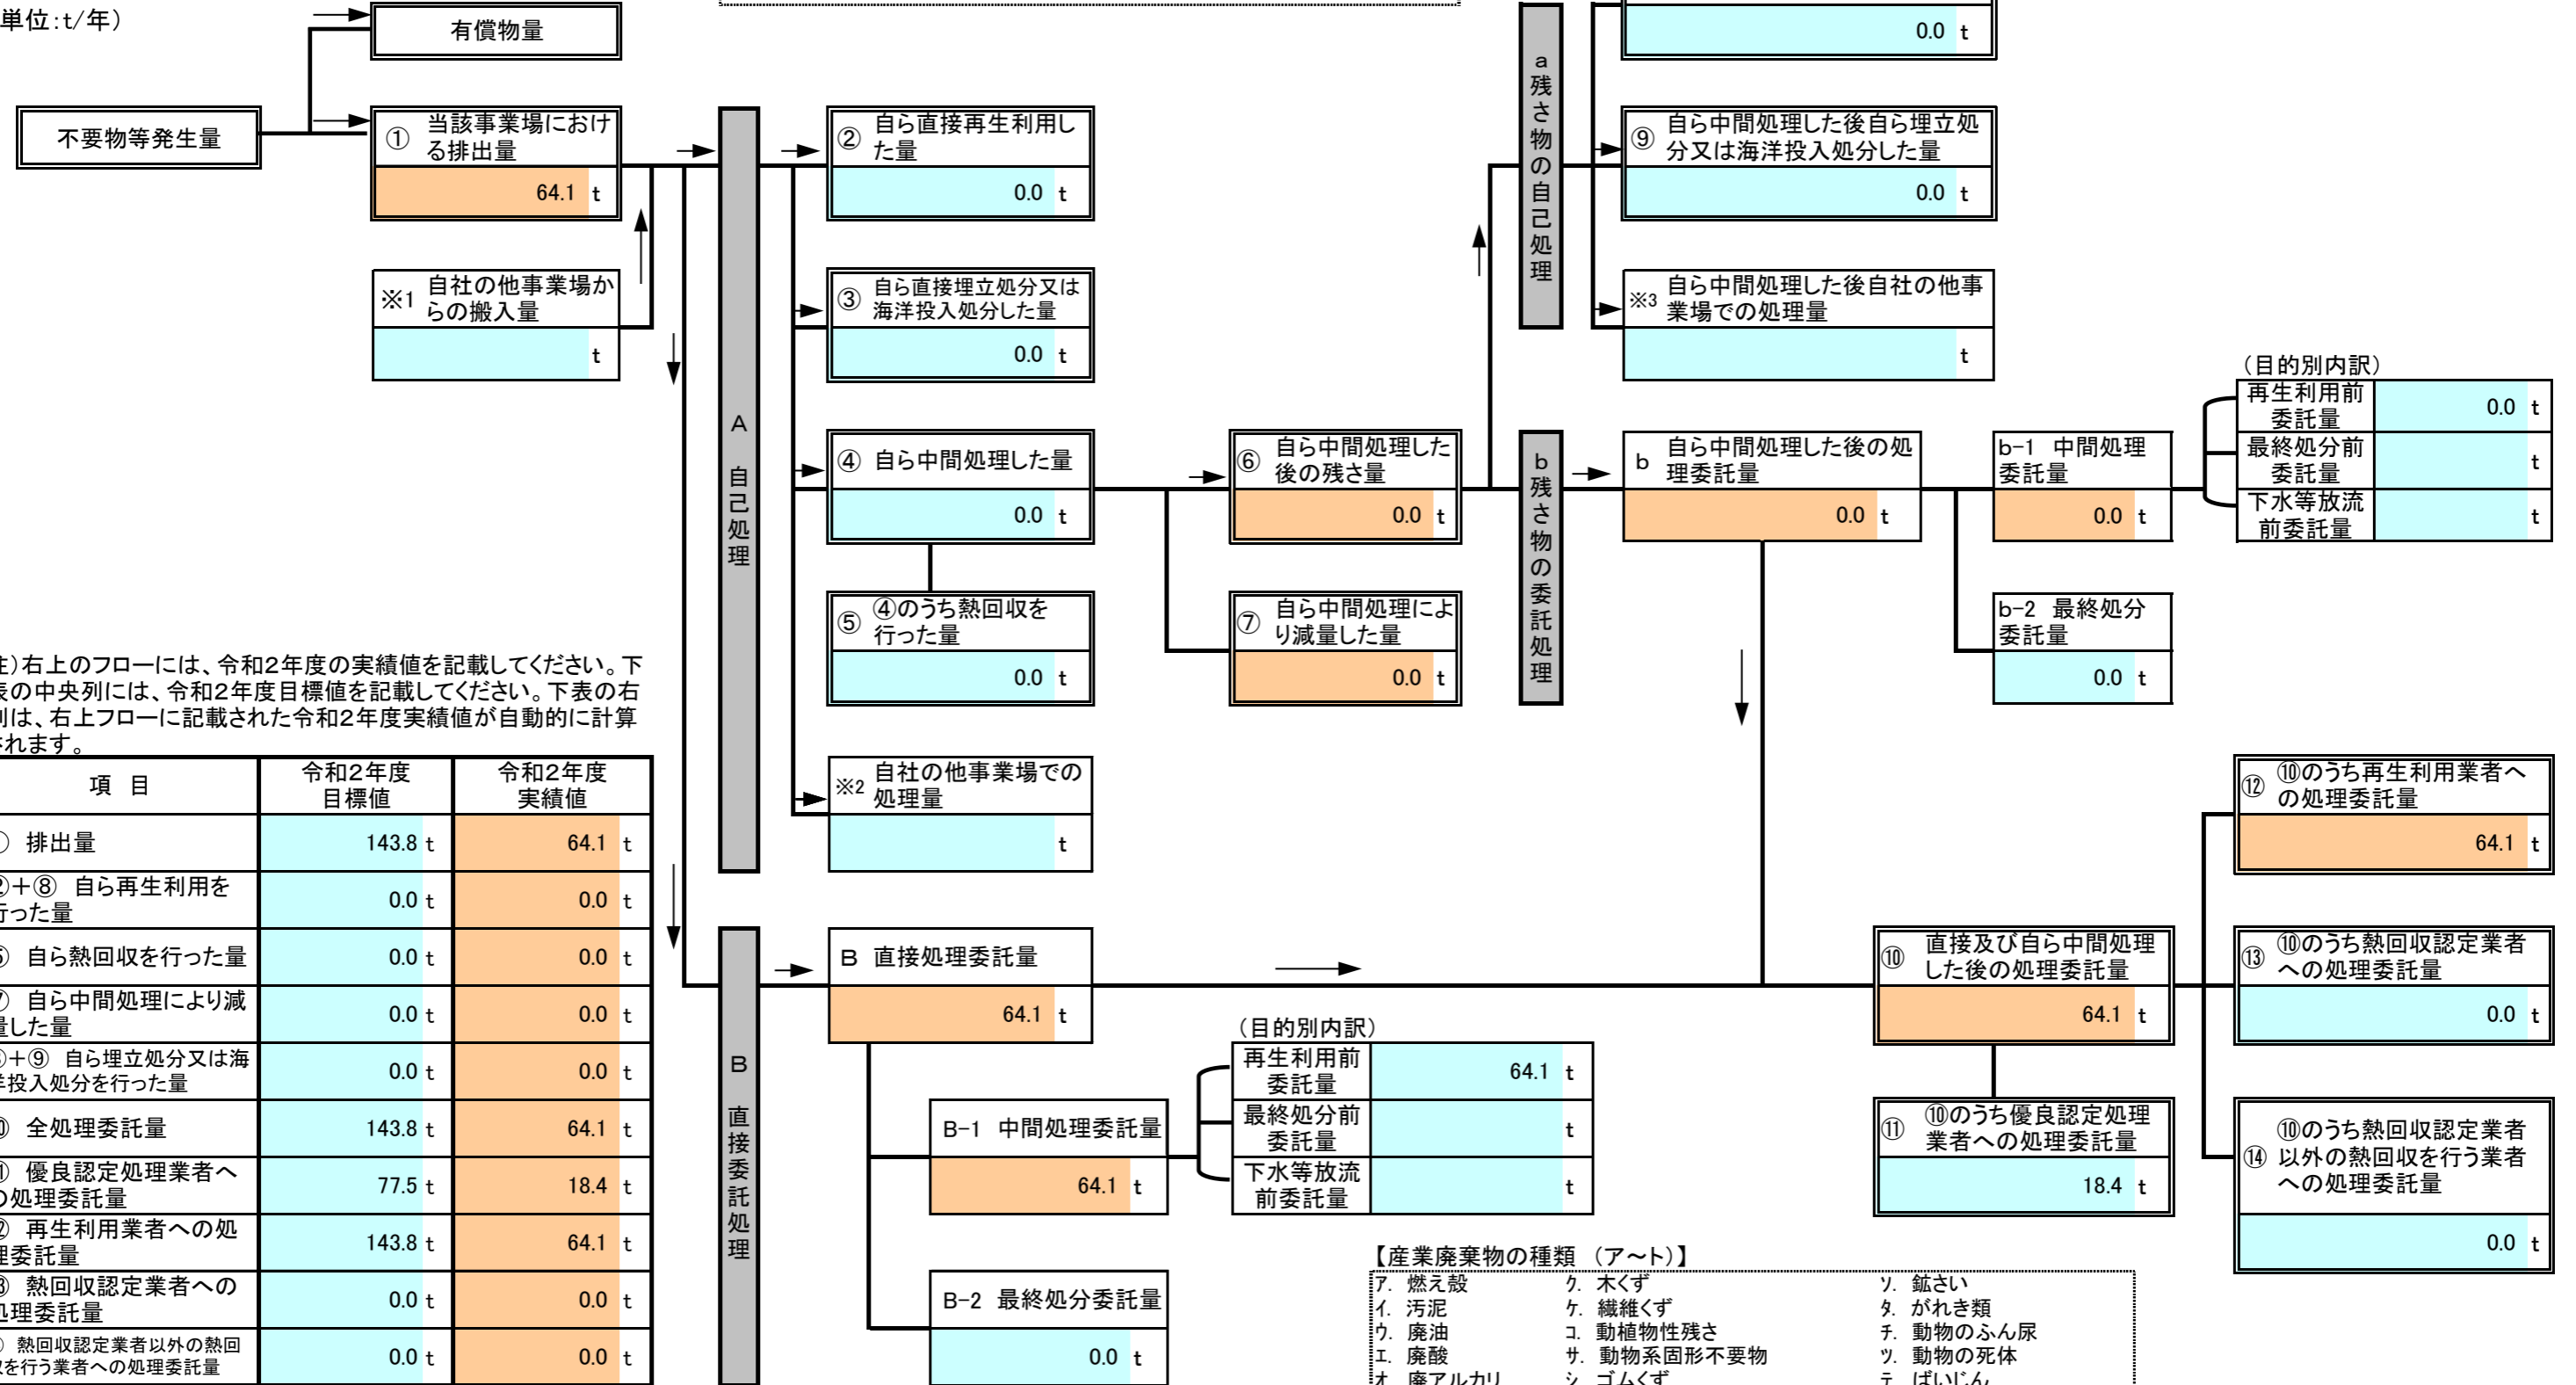 単位:t/年)
有償物量
0.0 t
不要物等発生量
① 当該事業場におけ
る排出量
64.1 t
② 自ら直接再生利用し
た量
0.0 t
a 残さ物の自己処理
⑨ 自ら中間処理した後自ら埋立処
分又は海洋投入処分した量
0.0 t
※1 自社の他事業場か
らの搬入量
t
③ 自ら直接埋立処分又は
海洋投入処分した量
0.0 t
※3 自ら中間処理した後自社の他事
業場での処理量
t
A 自己処理
④ 自ら中間処理した量
0.0 t
⑥ 自ら中間処理した
後の残さ量
0.0 t
b 残さ物の委託処理
b 自ら中間処理した後の処
理委託量
0.0 t
b-1 中間処理
委託量
0.0 t
(目的別内訳)
再生利用前
委託量
0.0 t
最終処分前
委託量
t
下水等放流
前委託量
t
⑤ ④のうち熱回収を
行った量
0.0 t
⑦ 自ら中間処理によ
り減量した量
0.0 t
b-2 最終処分
委託量
0.0 t
注)右上のフローには、令和2年度の実績値を記載してください。下
表の中央列には、令和2年度目標値を記載してください。下表の右
列は、右上フローに記載された令和2年度実績値が自動的に計算
されます。
項 目
令和2年度
目標値
令和2年度
実績値
① 排出量
143.8 t
64.1 t
②+⑧ 自ら再生利用を
行った量
0.0 t
0.0 t
⑤ 自ら熱回収を行った量
0.0 t
0.0 t
⑦ 自ら中間処理により減
量した量
0.0 t
0.0 t
③+⑨ 自ら埋立処分又は海
洋投入処分を行った量
0.0 t
0.0 t
⑩ 全処理委託量
143.8 t
64.1 t
⑪ 優良認定処理業者へ
の処理委託量
77.5 t
18.4 t
⑫ 再生利用業者への処
理委託量
143.8 t
64.1 t
⑬ 熱回収認定業者への
処理委託量
0.0 t
0.0 t
熱回収認定業者以外の熱回
収を行う業者への処理委託量
0.0 t
0.0 t
※2 自社の他事業場での
処理量
t
B 直接委託処理
B 直接処理委託量
64.1 t
(目的別内訳)
再生利用前
委託量
64.1 t
最終処分前
委託量
t
下水等放流
前委託量
t
B-1 中間処理委託量
64.1 t
B-2 最終処分委託量
0.0 t
⑩ 直接及び自ら中間処理
した後の処理委託量
64.1 t
⑪ ⑩のうち優良認定処理
業者への処理委託量
18.4 t
⑫ ⑩のうち再生利用業者へ
の処理委託量
64.1 t
⑬ ⑩のうち熱回収認定業者
への処理委託量
0.0 t
⑭ ⑩のうち熱回収認定業者
以外の熱回収を行う業者
への処理委託量
0.0 t
【産業廃棄物の種類 (ア~ト)】
ア. 燃え殻 ク. 木くず ソ. 鉱さい
イ. 汚泥 ケ. 繊維くず タ. がれき類
ウ. 廃油 コ. 動植物性残さ チ. 動物のふん尿
エ. 廃酸 サ. 動物系固形不要物 ツ. 動物の死体
オ 廃アルカリ シ ゴムくず テ ばいじん